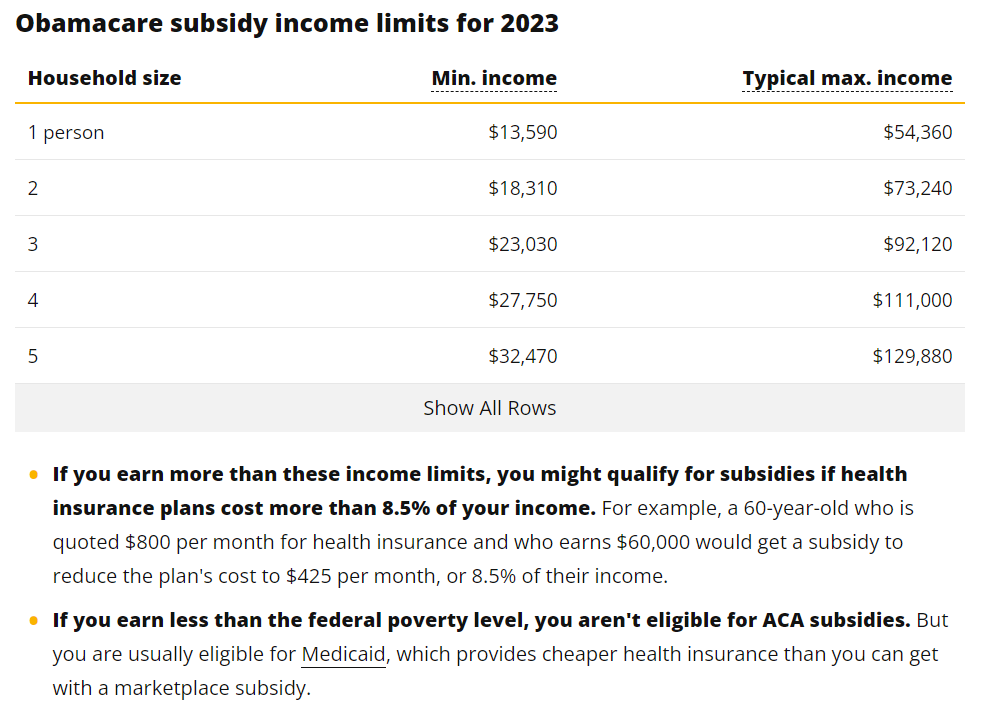 Obamacare subsidy income limits for 2023
Household size Min. income Typical max. income
1 person $13,590 $54,360
2 $18,310 $73,240
3 $23,030 $92,120
4 $27,750 $111,000
5 $32,470 $129,880
Show All Rows
If you earn more than these income limits, you might qualify for subsidies if health
insurance plans cost more than 8.5% of your income. For example, a 60-year-old who is
quoted $800 per month for health insurance and who earns $60,000 would get a subsidy to
reduce the plan's cost to $425 per month, or 8.5% of their income.
If you earn less than the federal poverty level, you aren't eligible for ACA subsidies. But
you are usually eligible for Medicaid, which provides cheaper health insurance than you can get
with a marketplace subsidy.